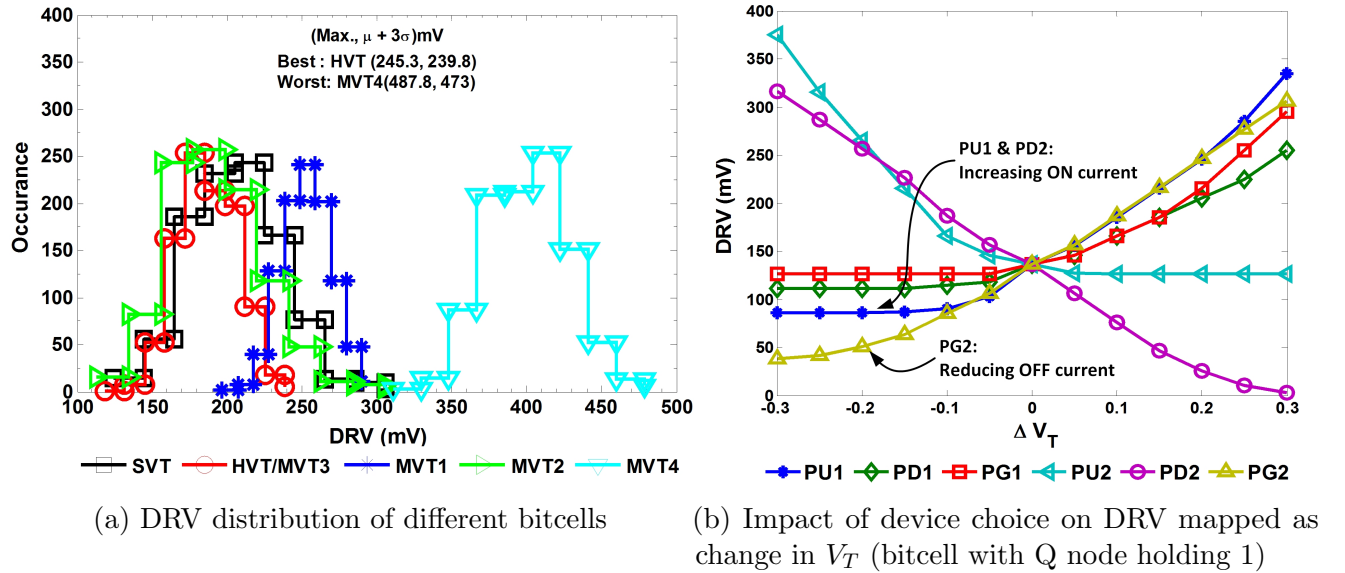 400
350
300
250
200
150
100
50
0
Occurance
(Max., μ + 3σ)mV
Best : HVT (245.3, 239.8)
Worst: MVT4(487.8, 473)
100 150 200 250 300 350 400 450 500
DRV (mV)
SVT HVT/MVT3 MVT1 MVT2 MVT4
(a) DRV distribution of different bitcells
400
350
300
250
200
150
100
50
0
DRV (mV)
PU1 & PD2:
Increasing ON current
PG2:
Reducing OFF current
-0.3 -0.2 -0.1 0 0.1 0.2 0.3
Δ V_T
PU1 PD1 PG1 PU2 PD2 PG2
(b) Impact of device choice on DRV mapped as
change in V_T (bitcell with Q node holding 1)